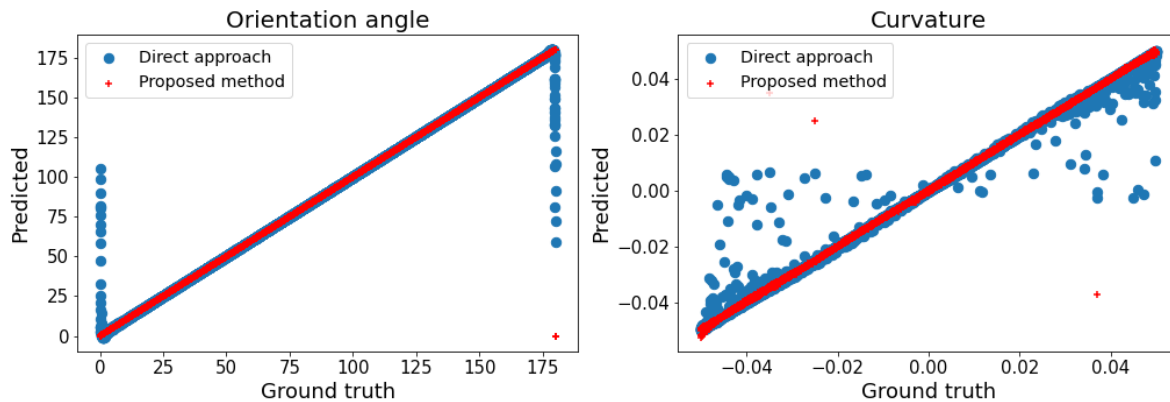 Orientation angle
Direct approach
Proposed method
175
150
125
100
75
50
25
0
Predicted
0
25
50
75
100
125
150
175
Ground truth
Curvature
Direct approach
Proposed method
0.04
0.02
0.00
−0.02
−0.04
Predicted
−0.04
−0.02
0.00
0.02
0.04
Ground truth